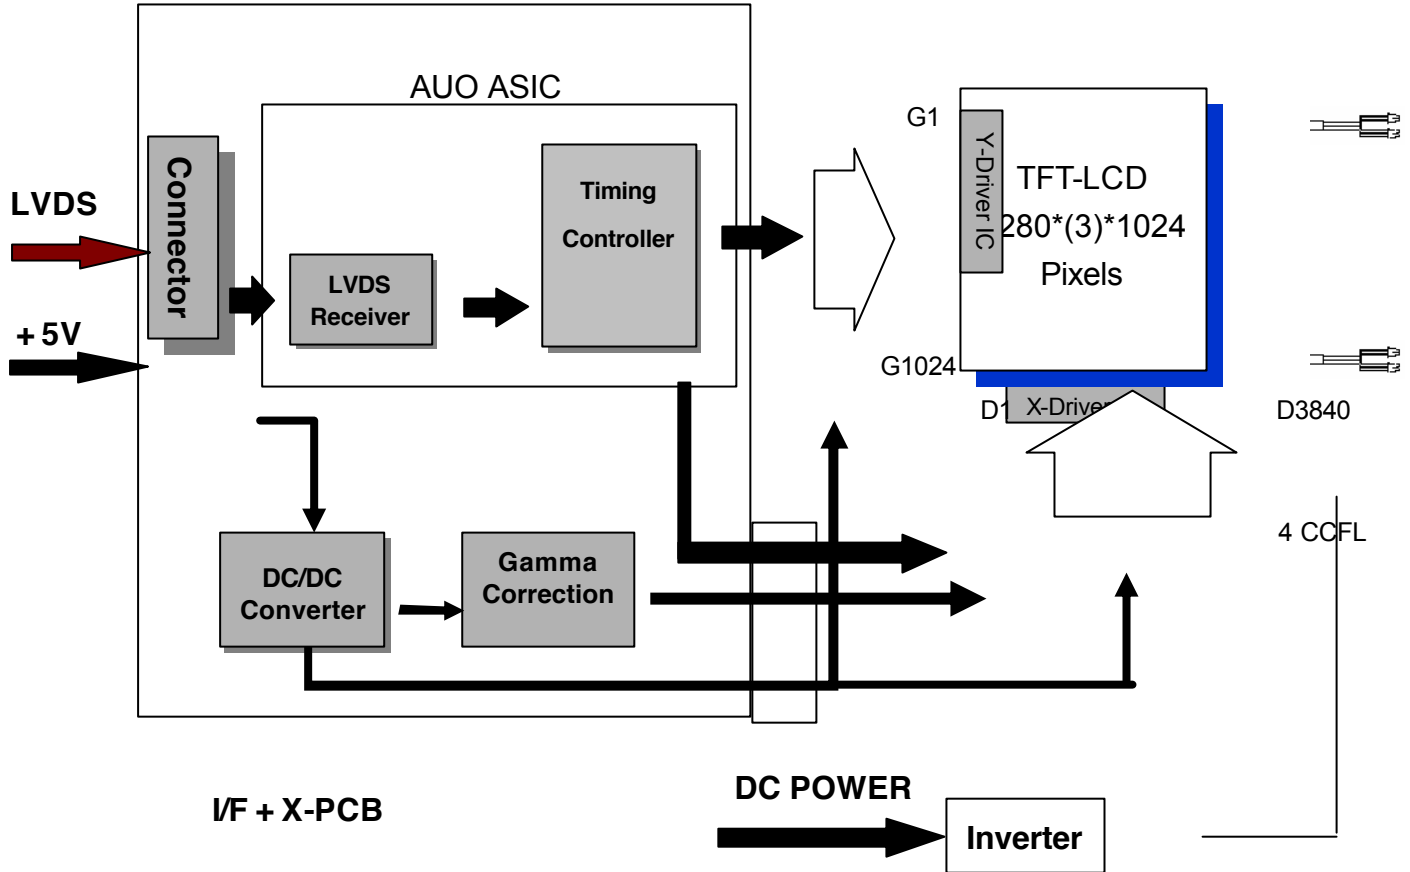 AUO ASIC
Connector
LVDS
+ 5V
LVDS
Receiver
Timing
Controller
G1
Y-Driver IC
TFT-LCD
280*(3)*1024
Pixels
G1024
D1
X-Driver
D3840
4 CCFL
DC/DC
Converter
Gamma
Correction
I/F + X-PCB
DC POWER
Inverter